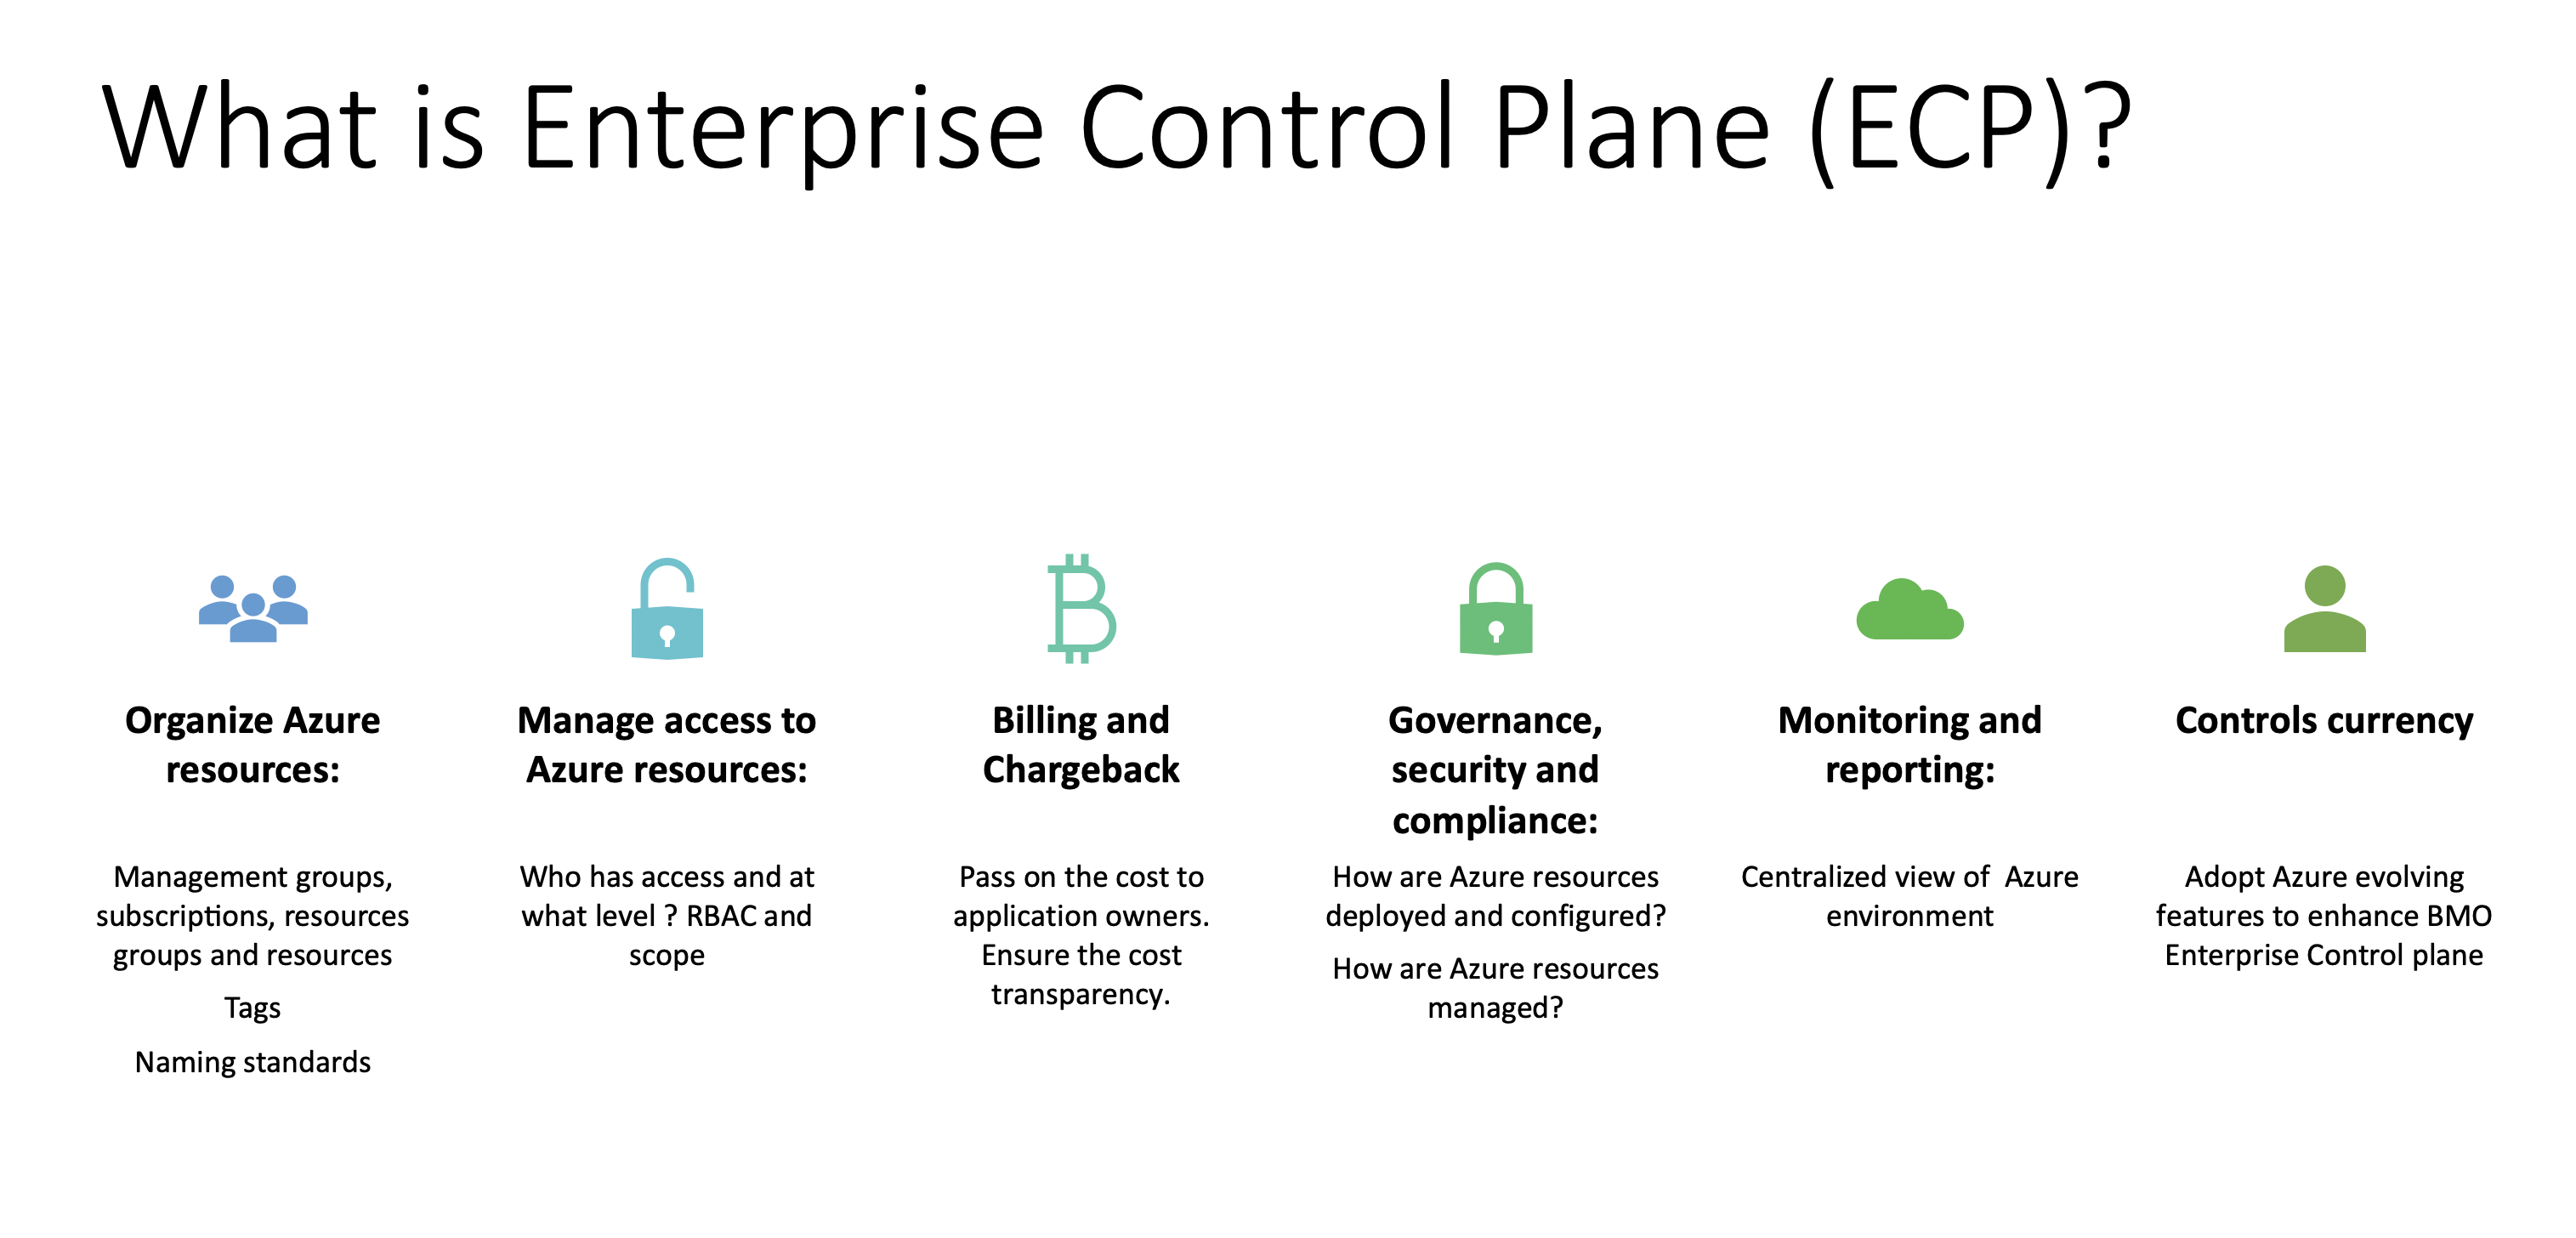 What is Enterprise Control Plane (ECP)?
Organize Azure
resources:
Management groups,
subscriptions, resources
groups and resources
Tags
Naming standards
Manage access to
Azure resources:
Who has access and at
what level ? RBAC and
scope
Billing and
Chargeback
Pass on the cost to
application owners.
Ensure the cost
transparency.
Governance,
security and
compliance:
How are Azure resources
deployed and configured?
How are Azure resources
managed?
Monitoring and
reporting:
Centralized view of  Azure
environment
Controls currency
Adopt Azure evolving
features to enhance BMO
Enterprise Control plane